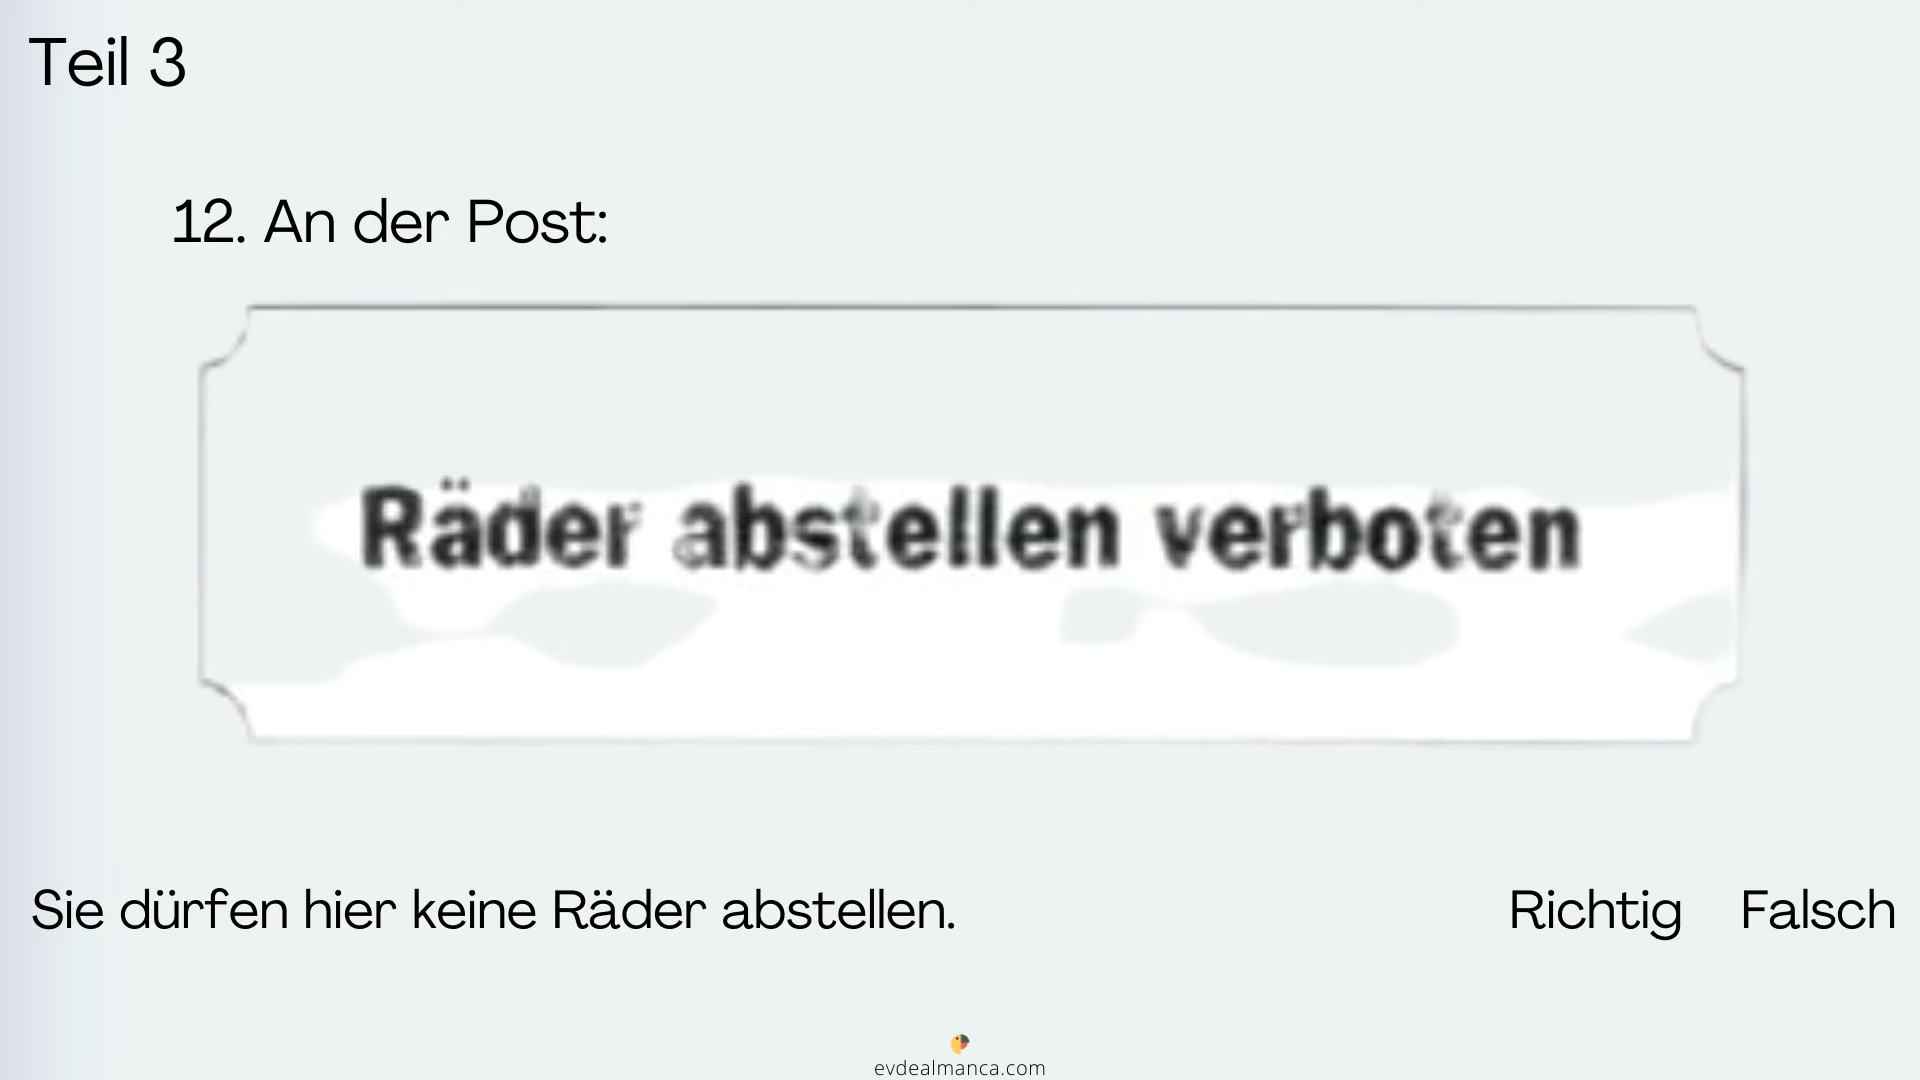 Teil 3
12. An der Post:
Räder abstellen verboten
Sie dürfen hier keine Räder abstellen. Richtig Falsch
evdealmanca.com